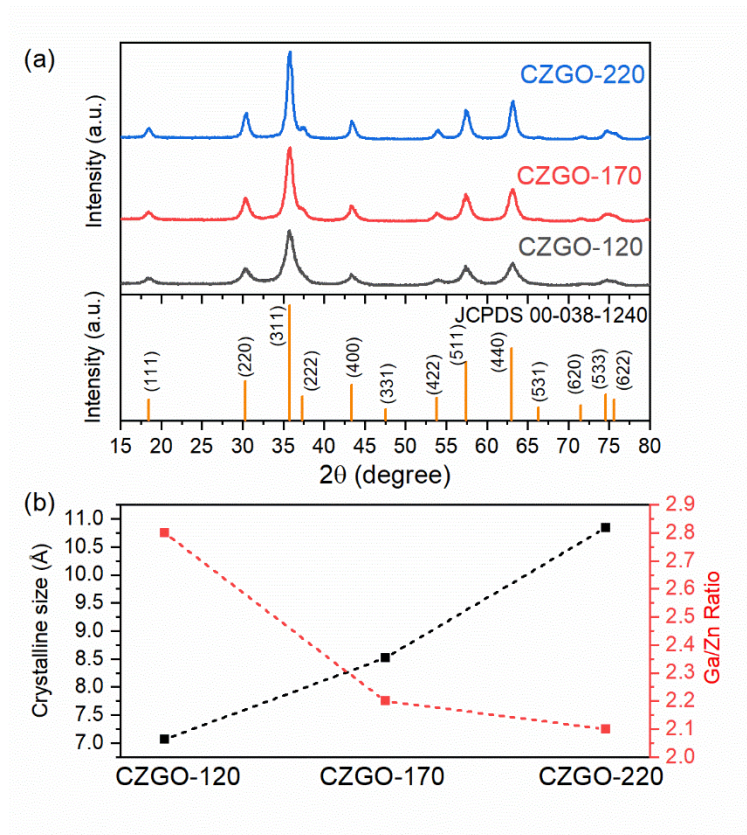 (a)
Intensity (a.u.)
CZGO-220
CZGO-170
CZGO-120
Intensity (a.u.)
JCPDS 00-038-1240
(111)
(220)
(311)
(222)
(400)
(331)
(422)
(511)
(440)
(531)
(620)
(533)
(622)
15 20 25 30 35 40 45 50 55 60 65 70 75 80
2θ (degree)
(b)
Crystalline size (Å)
11.0
10.5
10.0
9.5
9.0
8.5
8.0
7.5
7.0
2.9
2.8
2.7
2.6
2.5
2.4
2.3
2.2
2.1
2.0
Ga/Zn Ratio
CZGO-120 CZGO-170 CZGO-220